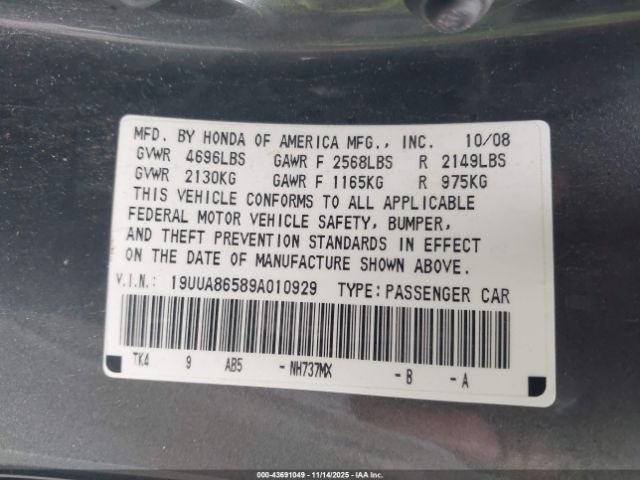 MFD. BY HONDA OF AMERICA MFG., INC. 10/08
GVWR 4696LBS GAWR F 2568LBS R 2149LBS
GVWR 2130KG GAWR F 1165KG R 975KG
THIS VEHICLE CONFORMS TO ALL APPLICABLE
FEDERAL MOTOR VEHICLE SAFETY, BUMPER,
AND THEFT PREVENTION STANDARDS IN EFFECT
ON THE DATE OF MANUFACTURE SHOWN ABOVE.
V.I.N.: 19UUA86589A010929 TYPE:PASSENGER CAR
TK4 9 AB5 -NH737MX -B -A
000-43691049 - 11/14/2025 - IAAI.com